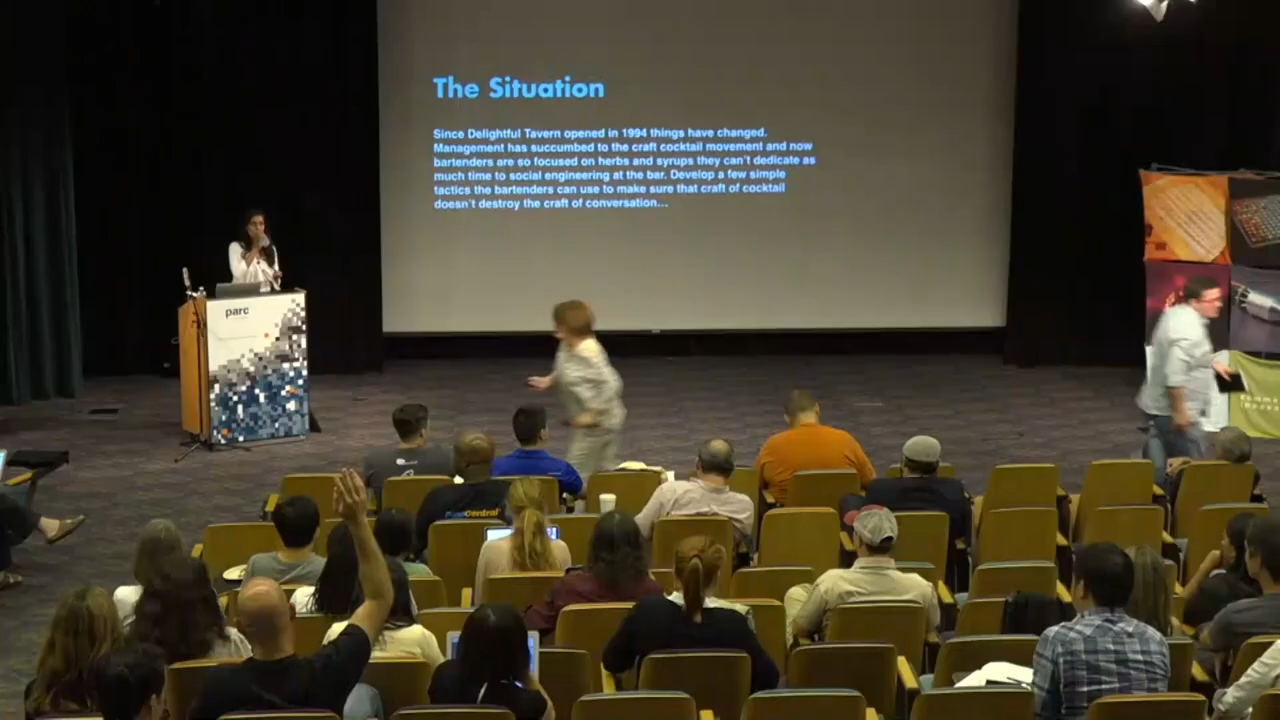 The Situation
Since Delightful Tavern opened in 1994 things have changed.
Management has succumbed to the craft cocktail movement and now
bartenders are so focused on herbs and syrups they can't dedicate as
much time to social engineering at the bar. Develop a few simple
tactics the bartenders can use to make sure that craft of cocktail
doesn't destroy the craft of conversation...
parc